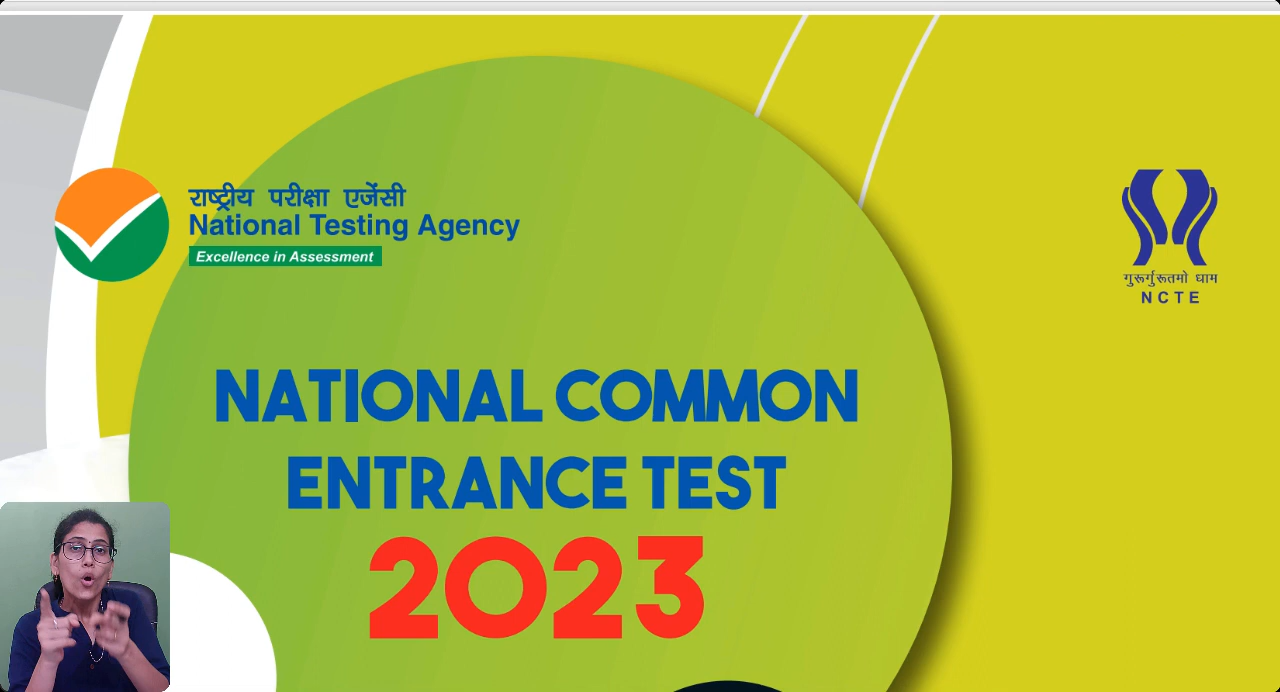 राष्ट्रीय परीक्षा एजेंसी
National Testing Agency
Excellence in Assessment
गुरूर्गुरूतमो धाम
NCTE
NATIONAL COMMON
ENTRANCE TEST
2023